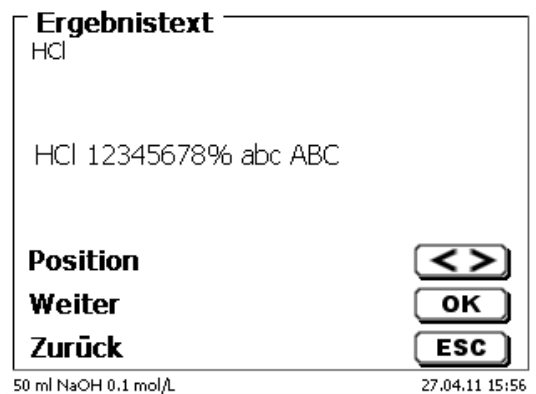 Ergebnistext
HCl
HCl 12345678% abc ABC
Position < >
Weiter OK
Zurück ESC
50 ml NaOH 0.1 mol/L 27.04.11 15:56